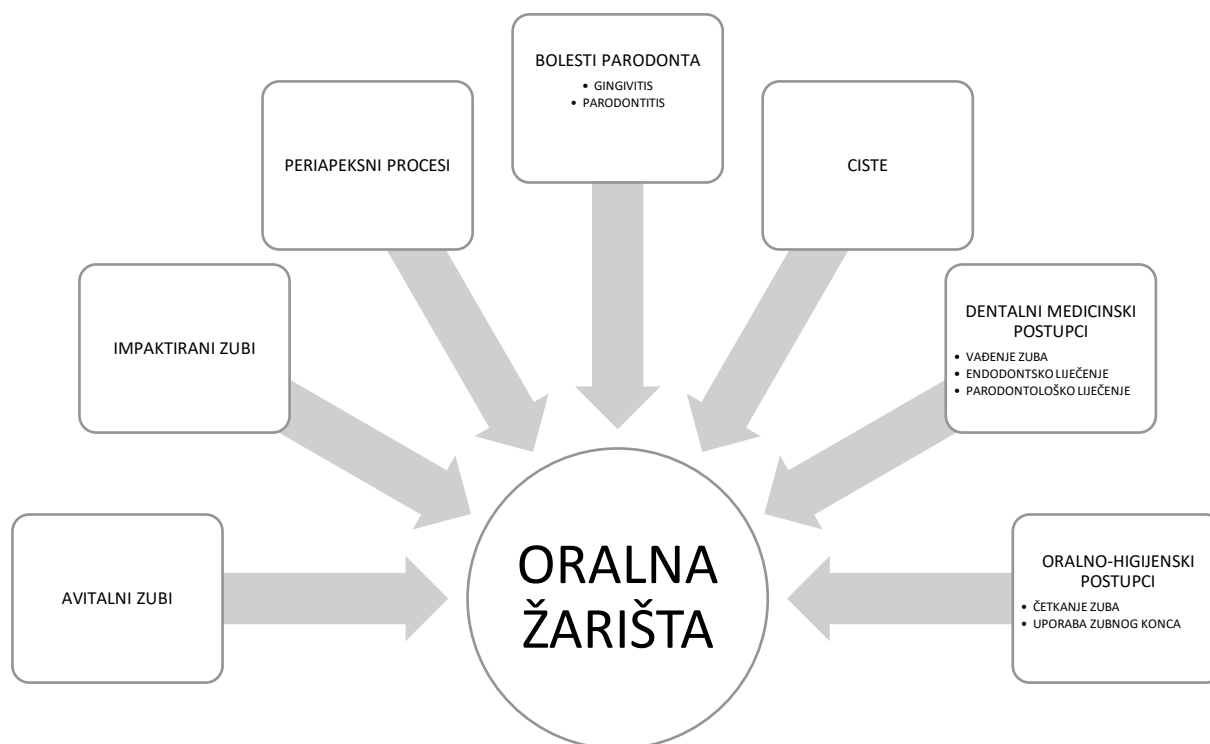 BOLESTI PARODONTA
• GINGIVITIS
• PARODONTITIS
PERIAPEKSNI PROCESI
CISTE
IMPAKTIRANI ZUBI
DENTALNI MEDICINSKI
POSTUPCI
• VAĐENJE ZUBA
• ENDODONTSKO LIJEČENJE
• PARODONTOLOŠKO LIJEČENJE
AVITALNI ZUBI
ORALNO-HIGIJENSKI
POSTUPCI
• ČETKANJE ZUBA
• UPORABA ZUBNOG KONCA
ORALNA
ŽARIŠTA